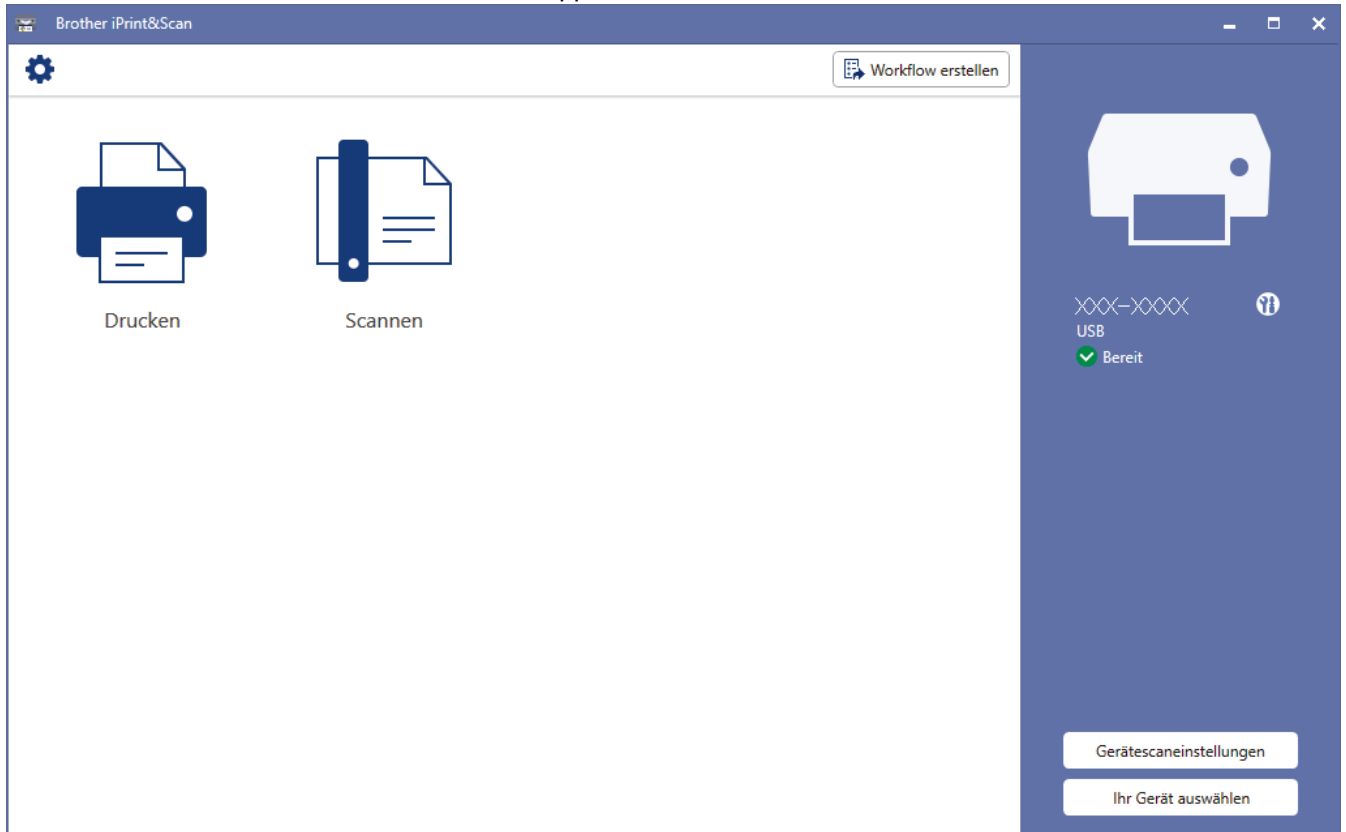 Brother iPrint&Scan
Workflow erstellen
Drucken
Scannen
XXX-XXXX
USB
Bereit
Gerätescaneinstellungen
Ihr Gerät auswählen